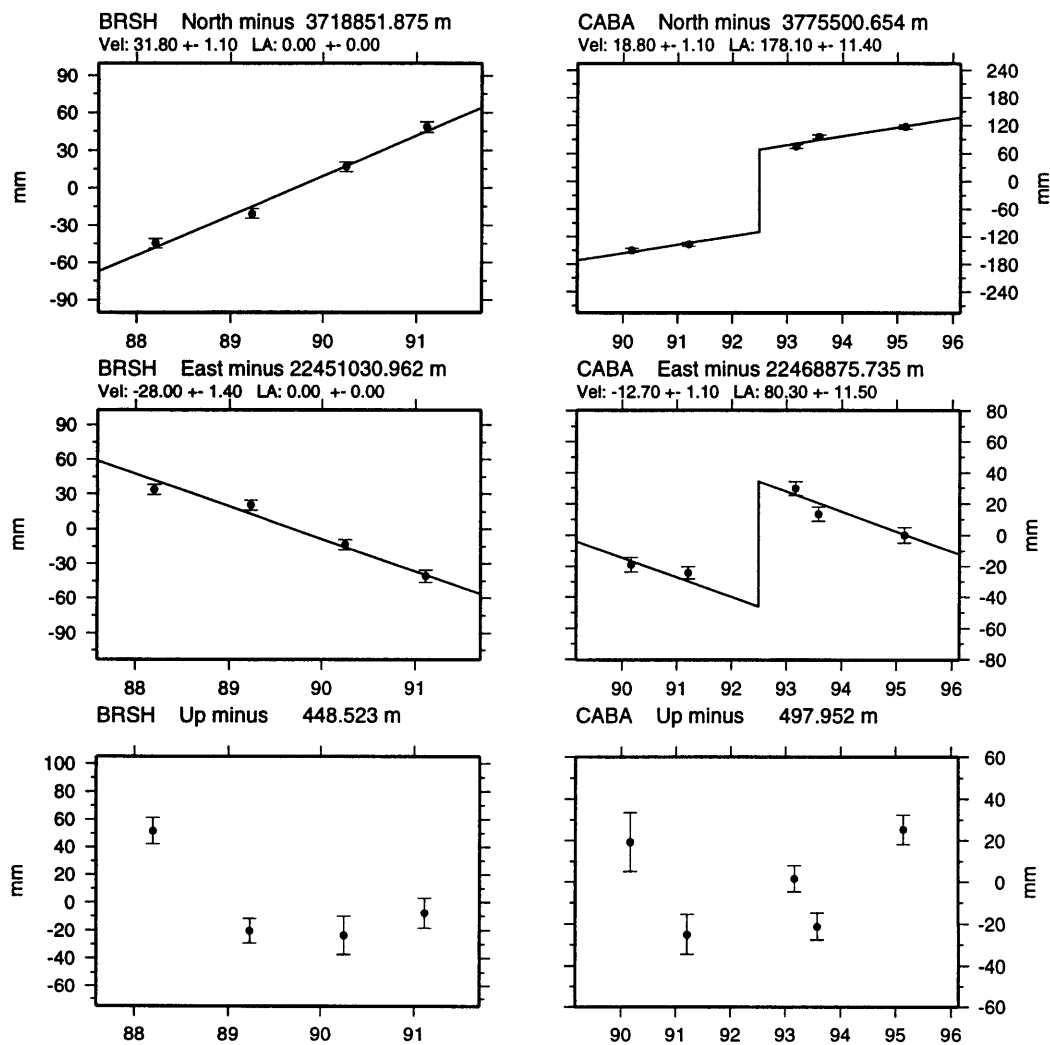 BRSH North minus 3718851.875 m
Vel: 31.80 +- 1.10 LA: 0.00 +- 0.00
90
60
30
0
-30
-60
-90
mm
88 89 90 91
CABA North minus 3775500.654 m
Vel: 18.80 +- 1.10 LA: 178.10 +- 11.40
240
180
120
60
0
-60
-120
-180
-240
mm
90 91 92 93 94 95 96
BRSH East minus 22451030.962 m
Vel: -28.00 +- 1.40 LA: 0.00 +- 0.00
90
60
30
0
-30
-60
-90
mm
88 89 90 91
CABA East minus 22468875.735 m
Vel: -12.70 +- 1.10 LA: 80.30 +- 11.50
80
60
40
20
0
-20
-40
-60
-80
mm
90 91 92 93 94 95 96
BRSH Up minus 448.523 m
100
80
60
40
20
0
-20
-40
-60
mm
88 89 90 91
CABA Up minus 497.952 m
60
40
20
0
-20
-40
-60
mm
90 91 92 93 94 95 96